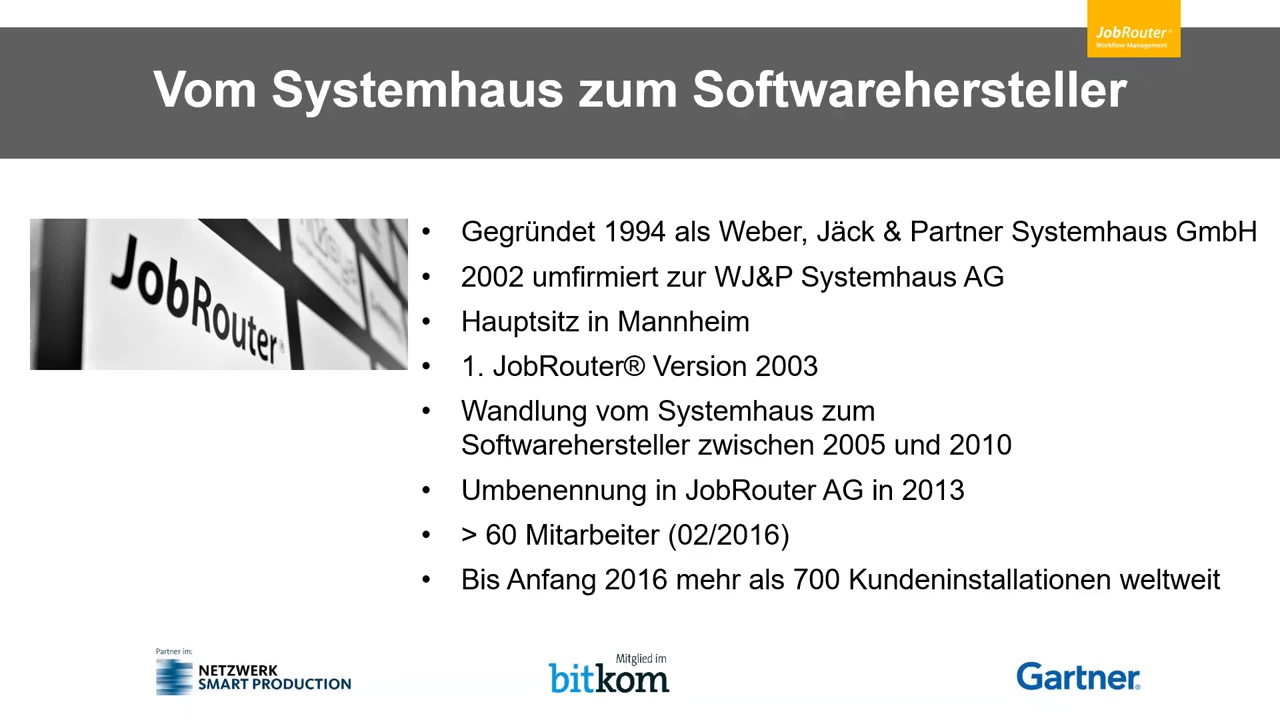 JobRouter®
Workflow-Management
Vom Systemhaus zum Softwarehersteller
JobRouter®
• Gegründet 1994 als Weber, Jäck & Partner Systemhaus GmbH
• 2002 umfirmiert zur WJ&P Systemhaus AG
• Hauptsitz in Mannheim
• 1. JobRouter® Version 2003
• Wandlung vom Systemhaus zum
Softwarehersteller zwischen 2005 und 2010
• Umbenennung in JobRouter AG in 2013
• > 60 Mitarbeiter (02/2016)
• Bis Anfang 2016 mehr als 700 Kundeninstallationen weltweit
Partner im:
NETZWERK
SMART PRODUCTION
Mitglied im
bitkom
Gartner®